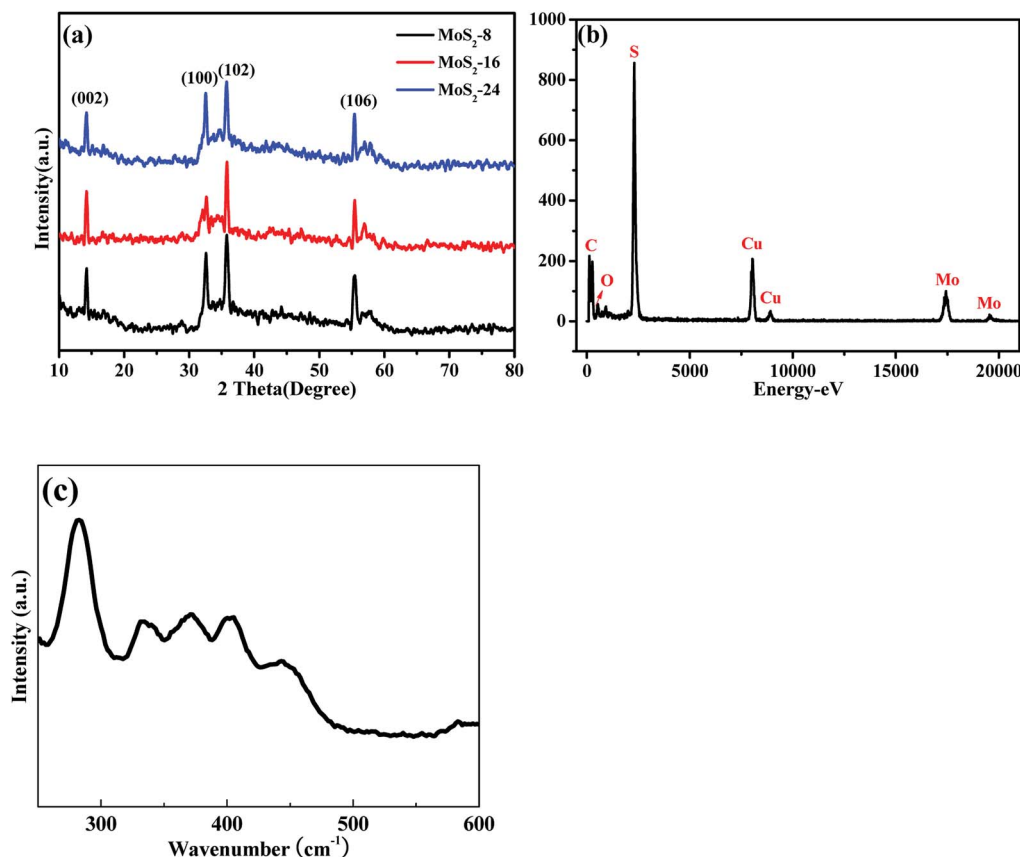 (a)
MoS₂-8
MoS₂-16
MoS₂-24
(002)
(100)
(102)
(106)
Intensity(a.u.)
10 20 30 40 50 60 70 80
2 Theta(Degree)
(b)
1000
800
600
400
200
0
S
C
O
Cu
Cu
Mo
Mo
0 5000 10000 15000 20000
Energy-eV
(c)
Intensity (a.u.)
300 400 500 600
Wavenumber (cm⁻¹)